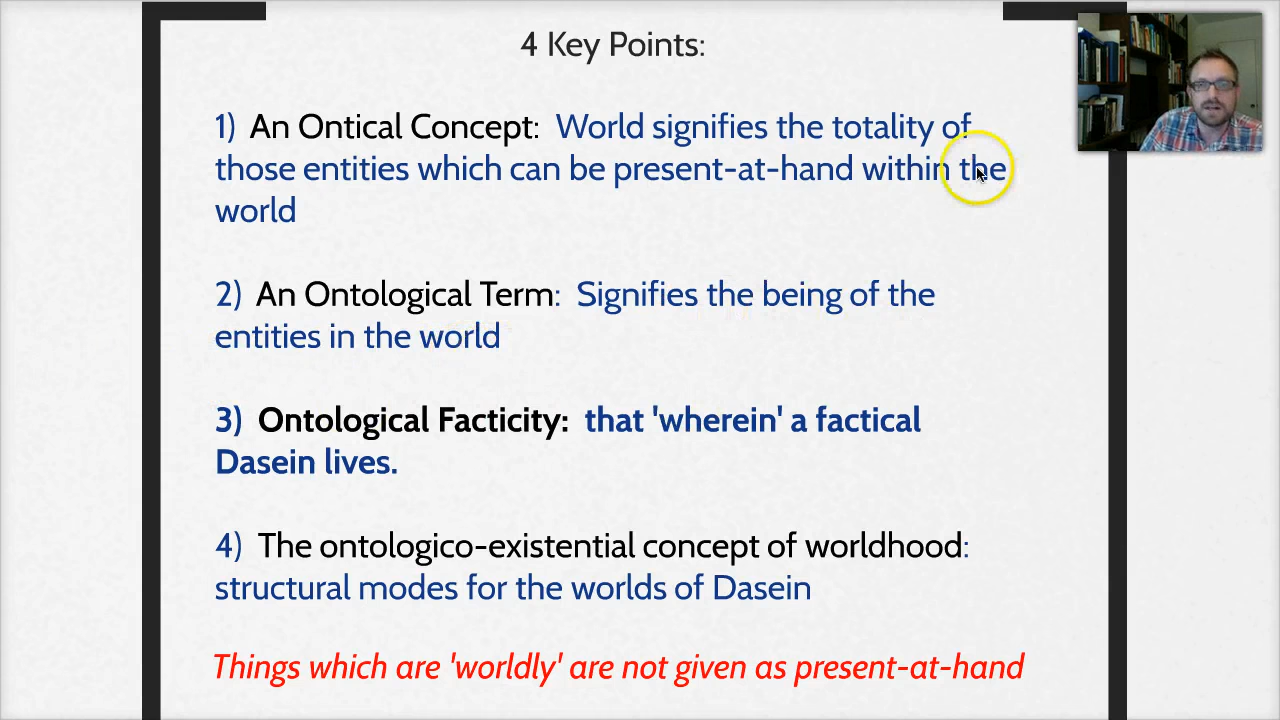 4 Key Points:
1) An Ontical Concept: World signifies the totality of
those entities which can be present-at-hand within the
world
2) An Ontological Term: Signifies the being of the
entities in the world
3) Ontological Facticity: that 'wherein' a factical
Dasein lives.
4) The ontologico-existential concept of worldhood:
structural modes for the worlds of Dasein
Things which are 'worldly' are not given as present-at-hand